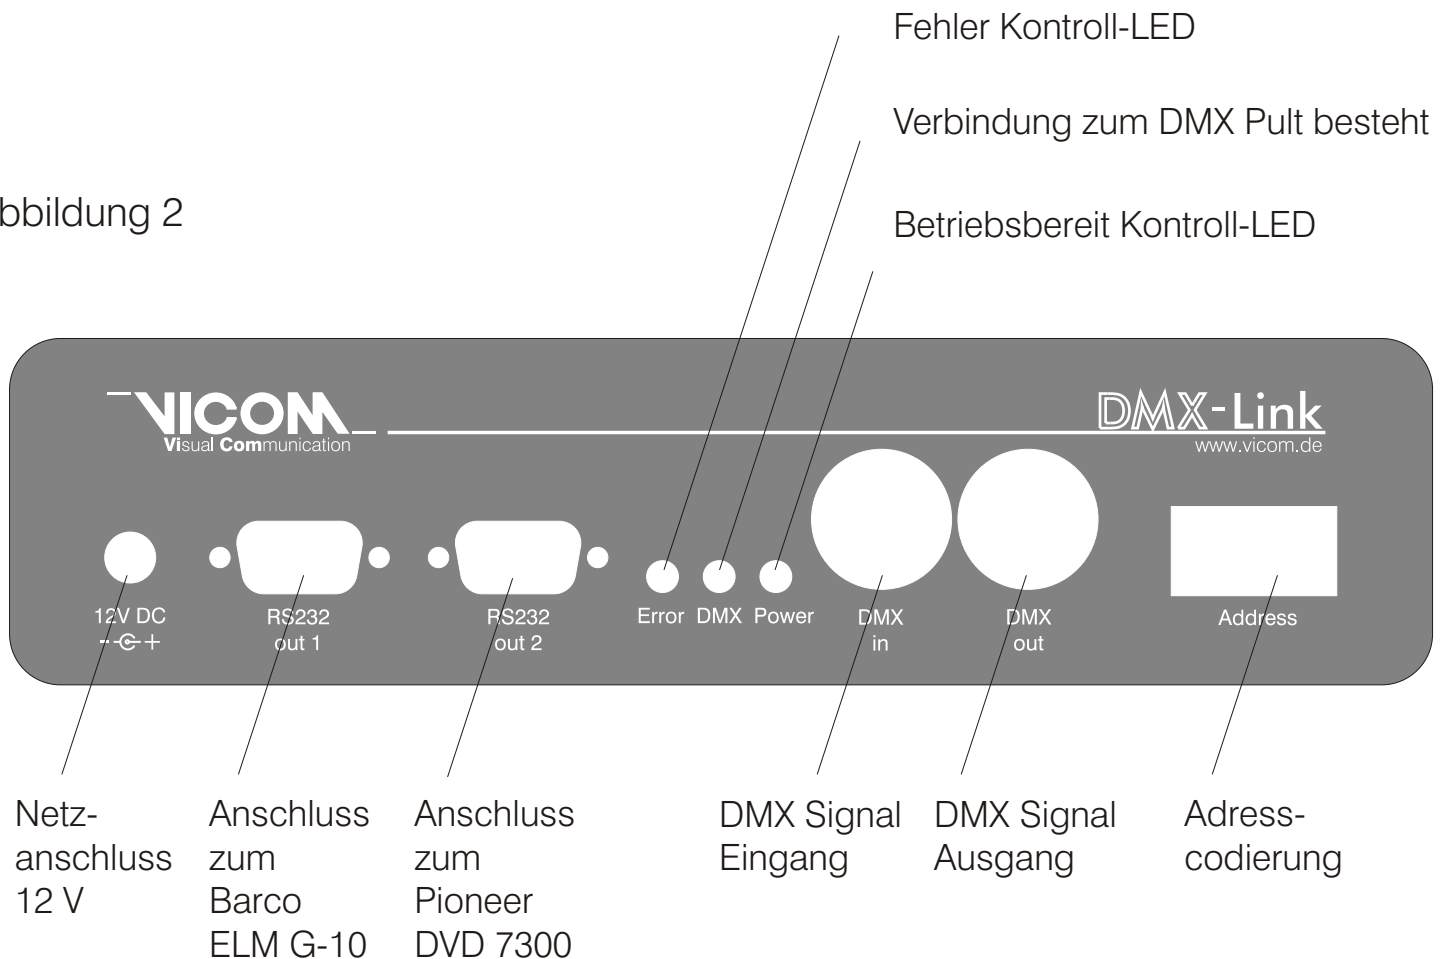 Fehler Kontroll-LED
Verbindung zum DMX Pult besteht
bbildung 2
Betriebsbereit Kontroll-LED
VICOM
Visual Communication
DMX-Link
www.vicom.de
12V DC
RS232
out 1
RS232
out 2
Error DMX Power
DMX
in
DMX
out
Address
Netz-
anschluss
12 V
Anschluss
zum
Barco
ELM G-10
Anschluss
zum
Pioneer
DVD 7300
DMX Signal
Eingang
DMX Signal
Ausgang
Adress-
codierung